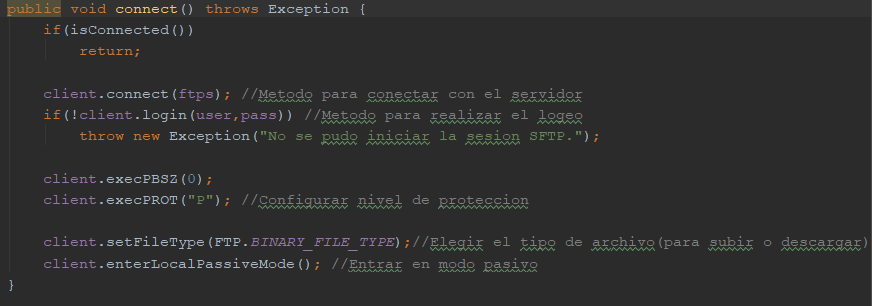 public void connect() throws Exception {
if(isConnected())
return;
client.connect(ftps); //Metodo para conectar con el servidor
if(!client.login(user,pass)) //Metodo para realizar el logeo
throw new Exception("No se pudo iniciar la sesion SFTP.");
client.execPBSZ(0);
client.execPROT("P"); //Configurar nivel de proteccion
client.setFileType(FTP.BINARY_FILE_TYPE);//Elegir el tipo de archivo(para subir o descargar)
client.enterLocalPassiveMode(); //Entrar en modo pasivo
}